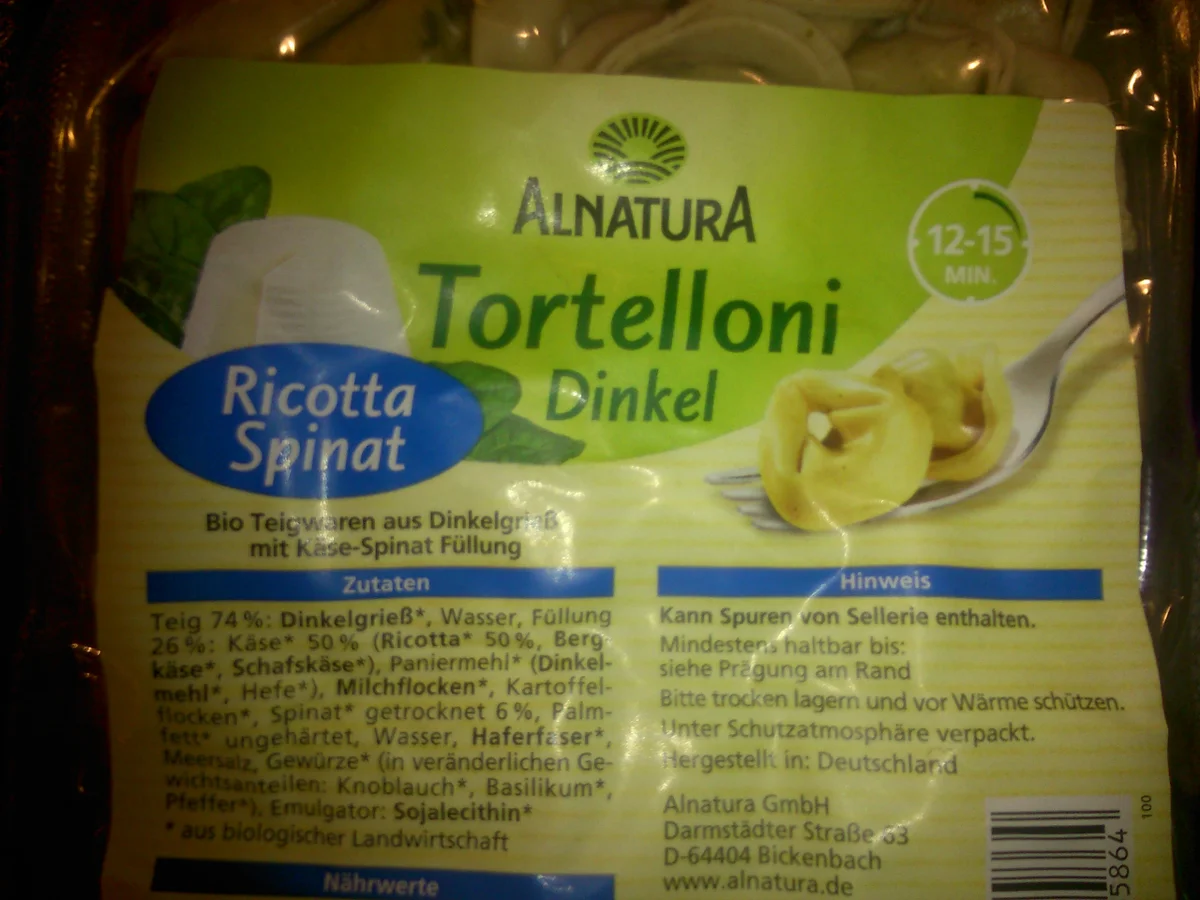 ALNATURA
Tortelloni
Dinkel
12-15
MIN.
Ricotta
Spinat
Bio Teigwaren aus Dinkelgrieß
mit Käse-Spinat Füllung
Zutaten
Teig 74%: Dinkelgrieß*, Wasser, Füllung
26%: Käse* 50% (Ricotta* 50%, Berg-
käse*, Schafskäse*), Paniermehl* (Dinkel-
mehl*, Hefe*), Milchflocken*, Kartoffel-
flocken*, Spinat* getrocknet 6%, Palm-
fett* ungehärtet, Wasser, Haferfaser*,
Meersalz, Gewürze* (in veränderlichen Ge-
wichtsanteilen: Knoblauch*, Basilikum*,
Pfeffer*), Emulgator: Sojalecithin*
* aus biologischer Landwirtschaft
Nährwerte
Hinweis
Kann Spuren von Sellerie enthalten.
Mindestens haltbar bis:
siehe Prägung am Rand
Bitte trocken lagern und vor Wärme schützen.
Unter Schutzatmosphäre verpackt.
Hergestellt in: Deutschland
Alnatura GmbH
Darmstädter Straße 63
D-64404 Bickenbach
www.alnatura.de
5864
100